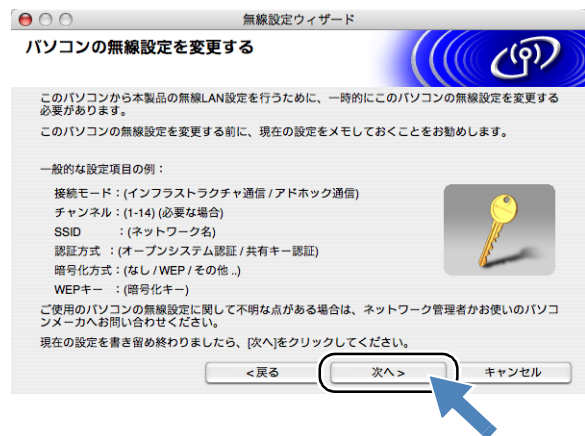 無線設定ウィザード
パソコンの無線設定を変更する
このパソコンから本製品の無線LAN設定を行うために、一時的にこのパソコンの無線設定を変更する
必要があります。
このパソコンの無線設定を変更する前に、現在の設定をメモしておくことをお勧めします。
一般的な設定項目の例：
接続モード：(インフラストラクチャ通信 / アドホック通信)
チャンネル：(1-14) (必要な場合)
SSID　　：(ネットワーク名)
認証方式　：(オープンシステム認証 / 共有キー認証)
暗号化方式：(なし / WEP / その他 ..)
WEPキー　：(暗号化キー)
ご使用のパソコンの無線設定に関して不明な点がある場合は、ネットワーク管理者かお使いのパソコ
ンメーカへお問い合わせください。
現在の設定を書き留め終わりましたら、[次へ]をクリックしてください。
<戻る　次へ >　キャンセル